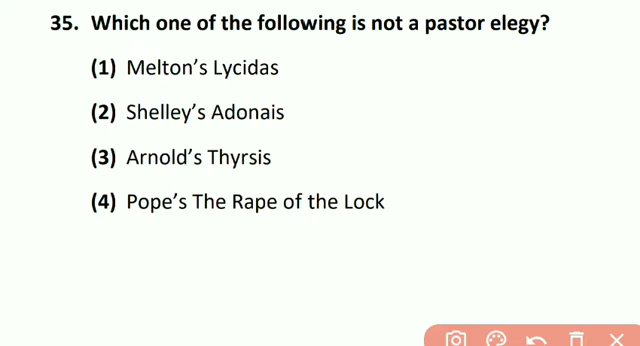 35. Which one of the following is not a pastor elegy?
(1) Melton's Lycidas
(2) Shelley's Adonais
(3) Arnold's Thyrsis
(4) Pope's The Rape of the Lock